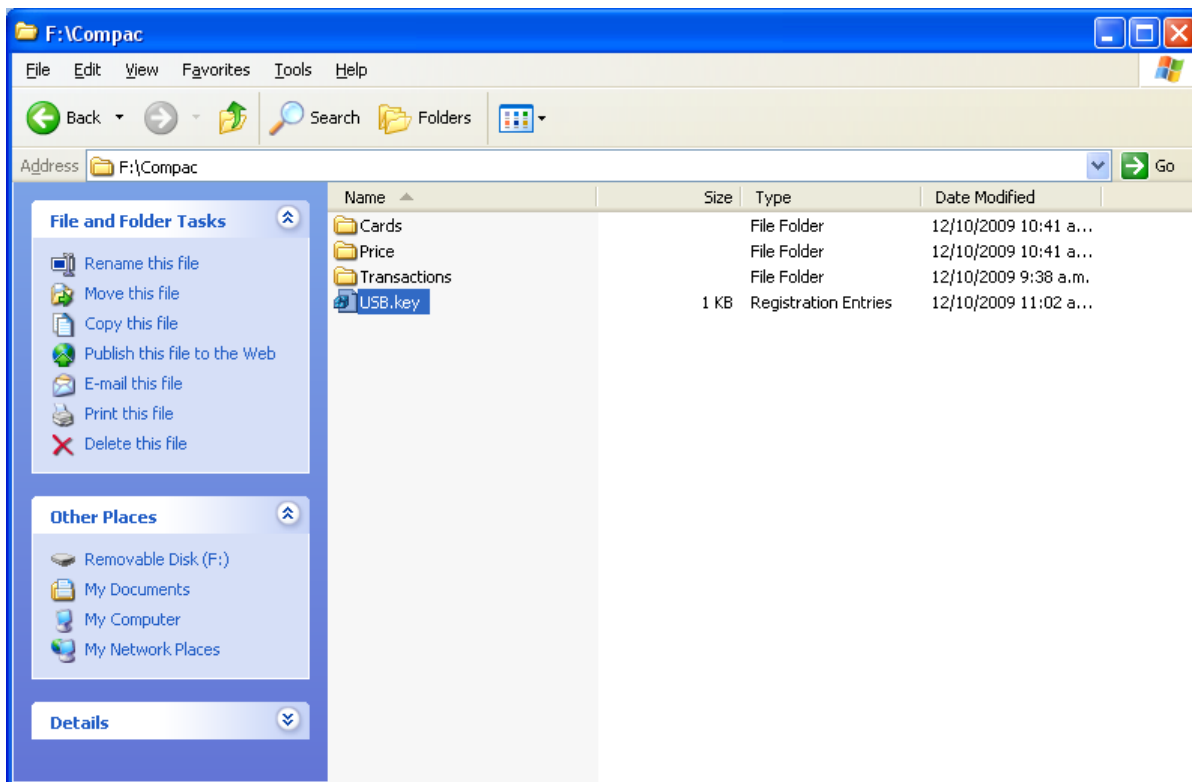 F:\Compac
File Edit View Favorites Tools Help
Back Search Folders
Address F:\Compac Go
File and Folder Tasks
Rename this file
Move this file
Copy this file
Publish this file to the Web
E-mail this file
Print this file
Delete this file
Other Places
Removable Disk (F:)
My Documents
My Computer
My Network Places
Details
Name Size Type Date Modified
Cards File Folder 12/10/2009 10:41 a...
Price File Folder 12/10/2009 10:41 a...
Transactions File Folder 12/10/2009 9:38 a.m.
USB.key 1 KB Registration Entries 12/10/2009 11:02 a...